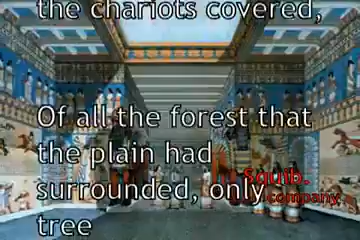 the chariots covered,
Of all the forest that
the plain had
surrounded, only
tree
Squib.
company